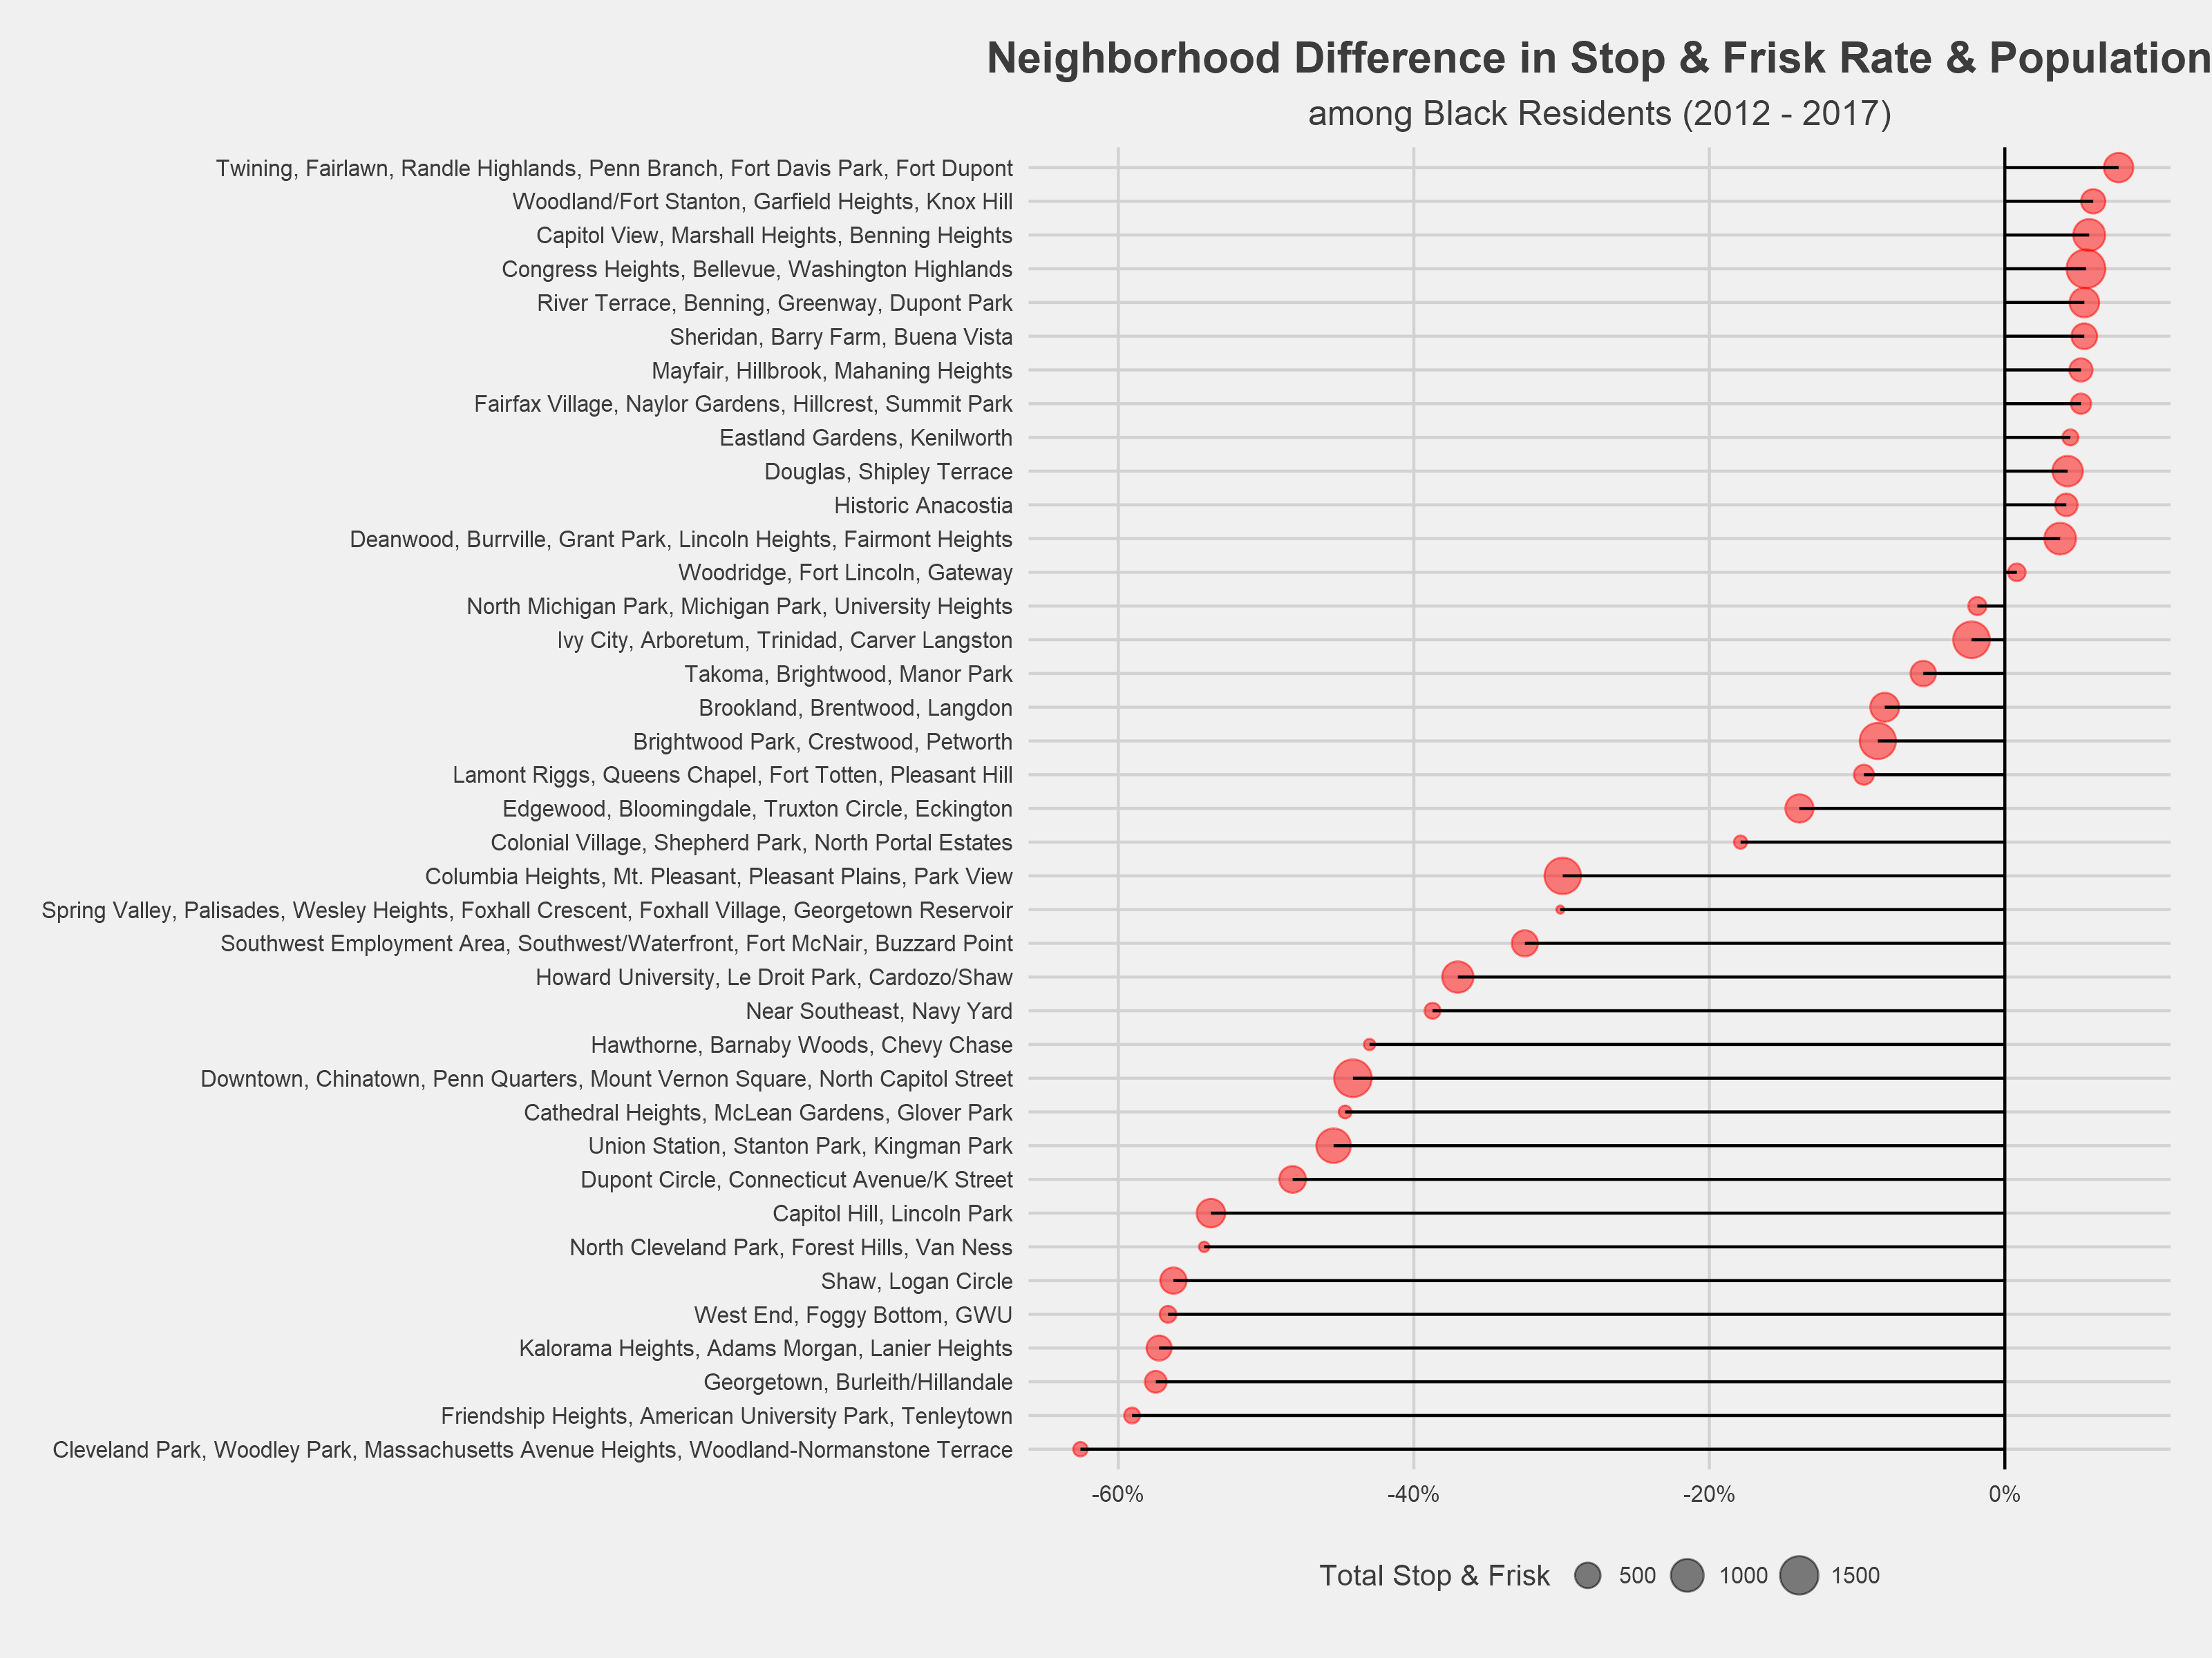 Neighborhood Difference in Stop & Frisk Rate & Population
among Black Residents (2012 - 2017)
Twining, Fairlawn, Randle Highlands, Penn Branch, Fort Davis Park, Fort Dupont
Woodland/Fort Stanton, Garfield Heights, Knox Hill
Capitol View, Marshall Heights, Benning Heights
Congress Heights, Bellevue, Washington Highlands
River Terrace, Benning, Greenway, Dupont Park
Sheridan, Barry Farm, Buena Vista
Mayfair, Hillbrook, Mahaning Heights
Fairfax Village, Naylor Gardens, Hillcrest, Summit Park
Eastland Gardens, Kenilworth
Douglas, Shipley Terrace
Historic Anacostia
Deanwood, Burrville, Grant Park, Lincoln Heights, Fairmont Heights
Woodridge, Fort Lincoln, Gateway
North Michigan Park, Michigan Park, University Heights
Ivy City, Arboretum, Trinidad, Carver Langston
Takoma, Brightwood, Manor Park
Brookland, Brentwood, Langdon
Brightwood Park, Crestwood, Petworth
Lamont Riggs, Queens Chapel, Fort Totten, Pleasant Hill
Edgewood, Bloomingdale, Truxton Circle, Eckington
Colonial Village, Shepherd Park, North Portal Estates
Columbia Heights, Mt. Pleasant, Pleasant Plains, Park View
Spring Valley, Palisades, Wesley Heights, Foxhall Crescent, Foxhall Village, Georgetown Reservoir
Southwest Employment Area, Southwest/Waterfront, Fort McNair, Buzzard Point
Howard University, Le Droit Park, Cardozo/Shaw
Near Southeast, Navy Yard
Hawthorne, Barnaby Woods, Chevy Chase
Downtown, Chinatown, Penn Quarters, Mount Vernon Square, North Capitol Street
Cathedral Heights, McLean Gardens, Glover Park
Union Station, Stanton Park, Kingman Park
Dupont Circle, Connecticut Avenue/K Street
Capitol Hill, Lincoln Park
North Cleveland Park, Forest Hills, Van Ness
Shaw, Logan Circle
West End, Foggy Bottom, GWU
Kalorama Heights, Adams Morgan, Lanier Heights
Georgetown, Burleith/Hillandale
Friendship Heights, American University Park, Tenleytown
Cleveland Park, Woodley Park, Massachusetts Avenue Heights, Woodland-Normanstone Terrace
-60% -40% -20% 0%
Total Stop & Frisk 500 1000 1500